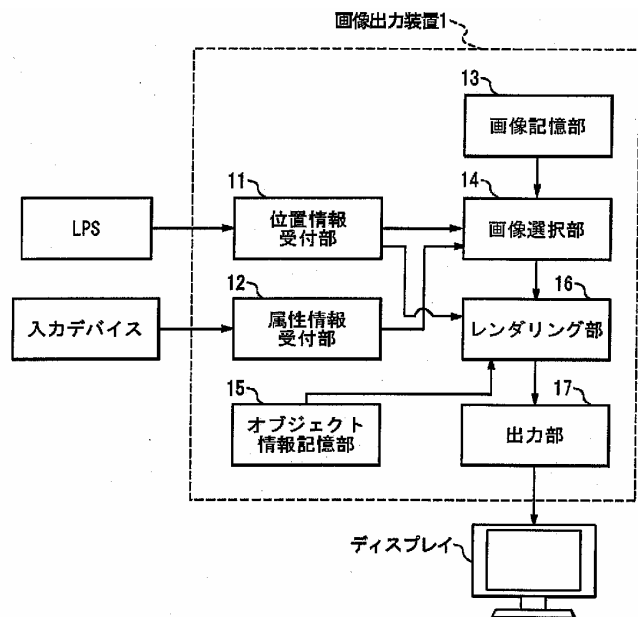 画像出力装置1
13
画像記憶部
11
14
LPS
位置情報
受付部
画像選択部
12
16
入力デバイス
属性情報
受付部
レンダリング部
15
17
オブジェクト
情報記憶部
出力部
ディスプレイ